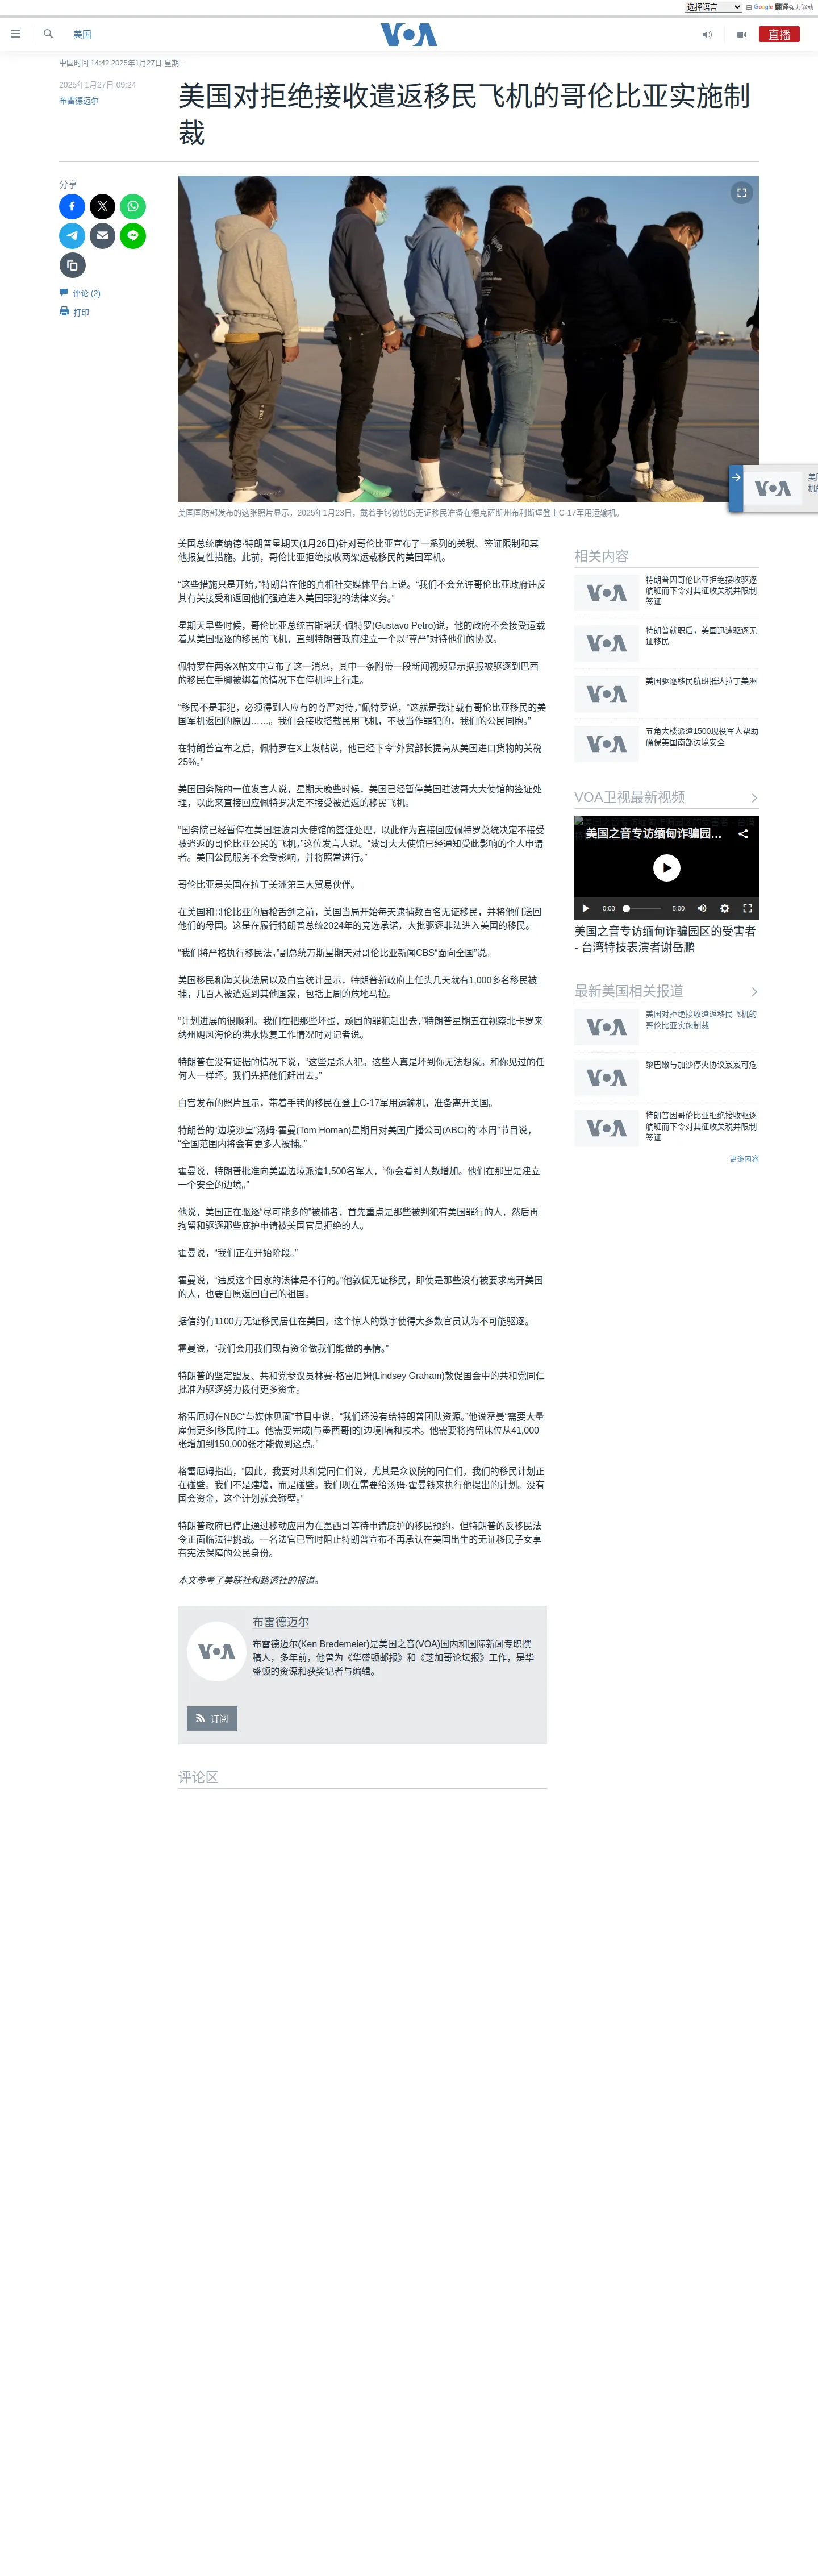 选择语言 由 Google 翻译强力驱动
美国
VOA
直播
中国时间 14:42 2025年1月27日 星期一
2025年1月27日 09:24
布雷德迈尔
美国对拒绝接收遣返移民飞机的哥伦比亚实施制
裁
分享
评论 (2)
打印
美国国防部发布的这张照片显示，2025年1月23日，戴着手铐镣铐的无证移民准备在德克萨斯州布利斯堡登上C-17军用运输机。
VOA
美国总统唐纳德·特朗普星期天(1月26日)针对哥伦比亚宣布了一系列的关税、签证限制和其
他报复性措施。此前，哥伦比亚拒绝接收两架运载移民的美国军机。
“这些措施只是开始，”特朗普在他的真相社交媒体平台上说。“我们不会允许哥伦比亚政府违反
其有关接受和返回他们强迫进入美国罪犯的法律义务。”
星期天早些时候，哥伦比亚总统古斯塔沃·佩特罗(Gustavo Petro)说，他的政府不会接受运载
着从美国驱逐的移民的飞机，直到特朗普政府建立一个以“尊严”对待他们的协议。
佩特罗在两条X帖文中宣布了这一消息，其中一条附带一段新闻视频显示据报被驱逐到巴西
的移民在手脚被绑着的情况下在停机坪上行走。
“移民不是罪犯，必须得到人应有的尊严对待，”佩特罗说，“这就是我让载有哥伦比亚移民的美
国军机返回的原因……。我们会接收搭载民用飞机，不被当作罪犯的，我们的公民同胞。”
在特朗普宣布之后，佩特罗在X上发帖说，他已经下令“外贸部长提高从美国进口货物的关税
25%。”
美国国务院的一位发言人说，星期天晚些时候，美国已经暂停美国驻波哥大大使馆的签证处
理，以此来直接回应佩特罗决定不接受被遣返的移民飞机。
“国务院已经暂停在美国驻波哥大使馆的签证处理，以此作为直接回应佩特罗总统决定不接受
被遣返的哥伦比亚公民的飞机，”这位发言人说。“波哥大大使馆已经通知受此影响的个人申请
者。美国公民服务不会受影响，并将照常进行。”
哥伦比亚是美国在拉丁美洲第三大贸易伙伴。
在美国和哥伦比亚的唇枪舌剑之前，美国当局开始每天逮捕数百名无证移民，并将他们送回
他们的母国。这是在履行特朗普总统2024年的竞选承诺，大批驱逐非法进入美国的移民。
“我们将严格执行移民法，”副总统万斯星期天对哥伦比亚新闻CBS“面向全国”说。
美国移民和海关执法局以及白宫统计显示，特朗普新政府上任头几天就有1,000多名移民被
捕，几百人被遣返到其他国家，包括上周的危地马拉。
“计划进展的很顺利。我们在把那些坏蛋，顽固的罪犯赶出去，”特朗普星期五在视察北卡罗来
纳州飓风海伦的洪水恢复工作情况时对记者说。
特朗普在没有证据的情况下说，“这些是杀人犯。这些人真是坏到你无法想象。和你见过的任
何人一样坏。我们先把他们赶出去。”
白宫发布的照片显示，带着手铐的移民在登上C-17军用运输机，准备离开美国。
特朗普的“边境沙皇”汤姆·霍曼(Tom Homan)星期日对美国广播公司(ABC)的“本周”节目说，
“全国范围内将会有更多人被捕。”
霍曼说，特朗普批准向美墨边境派遣1,500名军人，“你会看到人数增加。他们在那里是建立
一个安全的边境。”
他说，美国正在驱逐“尽可能多的”被捕者，首先重点是那些被判犯有美国罪行的人，然后再
拘留和驱逐那些庇护申请被美国官员拒绝的人。
霍曼说，“我们正在开始阶段。”
霍曼说，“违反这个国家的法律是不行的。”他敦促无证移民，即使是那些没有被要求离开美国
的人，也要自愿返回自己的祖国。
据信约有1100万无证移民居住在美国，这个惊人的数字使得大多数官员认为不可能驱逐。
霍曼说，“我们会用我们现有资金做我们能做的事情。”
特朗普的坚定盟友、共和党参议员林赛·格雷厄姆(Lindsey Graham)敦促国会中的共和党同仁
批准为驱逐努力拨付更多资金。
格雷厄姆在NBC“与媒体见面”节目中说，“我们还没有给特朗普团队资源。”他说霍曼“需要大量
雇佣更多[移民]特工。他需要完成[与墨西哥]的[边境]墙和技术。他需要将拘留床位从41,000
张增加到150,000张才能做到这点。”
格雷厄姆指出，“因此，我要对共和党同仁们说，尤其是众议院的同仁们，我们的移民计划正
在碰壁。我们不是建墙，而是碰壁。我们现在需要给汤姆·霍曼钱来执行他提出的计划。没有
国会资金，这个计划就会碰壁。”
特朗普政府已停止通过移动应用为在墨西哥等待申请庇护的移民预约，但特朗普的反移民法
令正面临法律挑战。一名法官已暂时阻止特朗普宣布不再承认在美国出生的无证移民子女享
有宪法保障的公民身份。
本文参考了美联社和路透社的报道。
布雷德迈尔
VOA
布雷德迈尔(Ken Bredemeier)是美国之音(VOA)国内和国际新闻专职撰
稿人，多年前，他曾为《华盛顿邮报》和《芝加哥论坛报》工作，是华
盛顿的资深和获奖记者与编辑。
订阅
评论区
相关内容
VOA
特朗普因哥伦比亚拒绝接收驱逐
航班而下令对其征收关税并限制
签证
VOA
特朗普就职后，美国迅速驱逐无
证移民
VOA
美国驱逐移民航班抵达拉丁美洲
VOA
五角大楼派遣1500现役军人帮助
确保美国南部边境安全
VOA卫视最新视频
美国之音专访缅甸诈骗园…
0:00 5:00
美国之音专访缅甸诈骗园区的受害者
- 台湾特技表演者谢岳鹏
最新美国相关报道
VOA
美国对拒绝接收遣返移民飞机的
哥伦比亚实施制裁
VOA
黎巴嫩与加沙停火协议岌岌可危
VOA
特朗普因哥伦比亚拒绝接收驱逐
航班而下令对其征收关税并限制
签证
更多内容